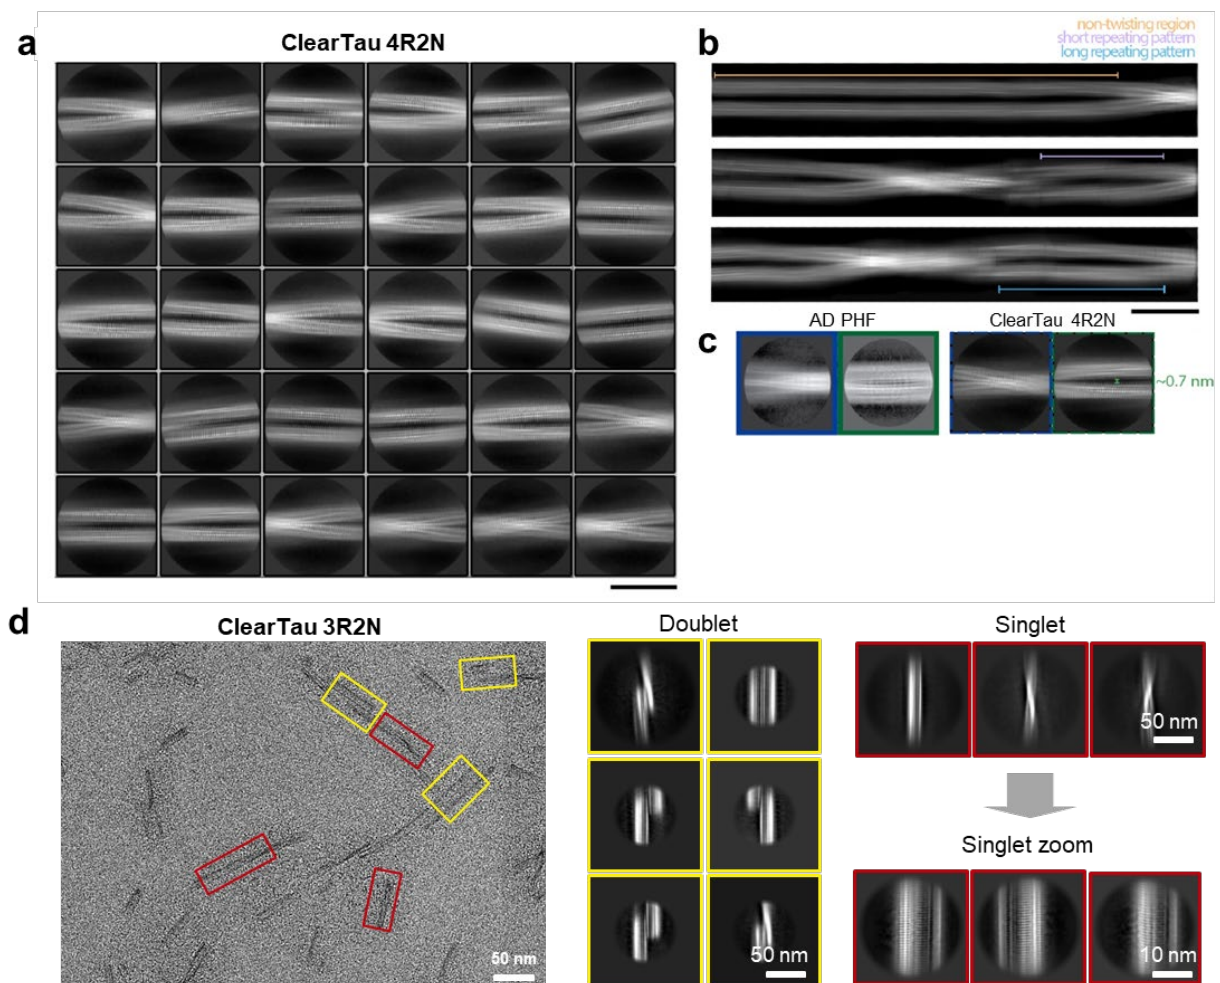 a
ClearTau 4R2N
b
non-twisting region
short repeating pattern
long repeating pattern
c
AD PHF
ClearTau 4R2N
~0.7 nm
d
ClearTau 3R2N
50 nm
Doublet
50 nm
Singlet
50 nm
Singlet zoom
10 nm